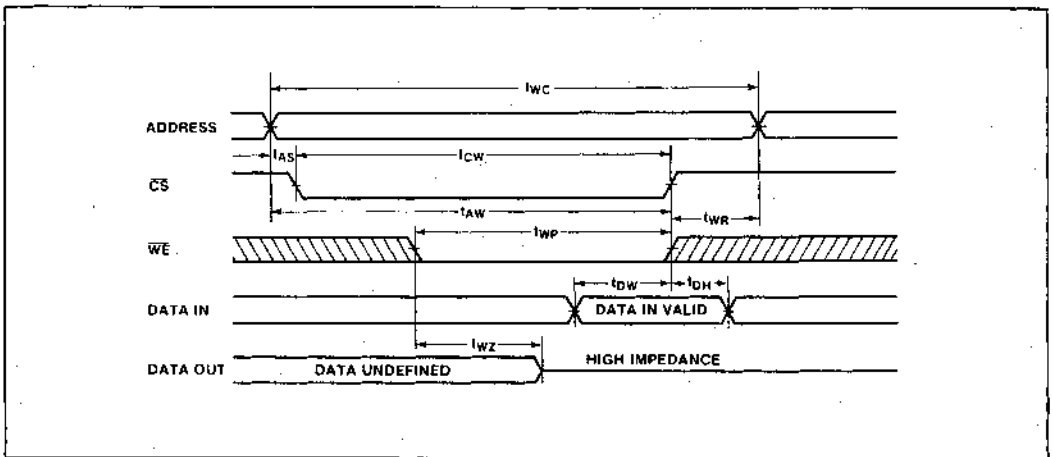 tWC
ADDRESS
tAS
tCW
CS
tAW
tWR
tWP
WE
tDW
tDH
DATA IN
DATA IN VALID
tWZ
HIGH IMPEDANCE
DATA OUT
DATA UNDEFINED